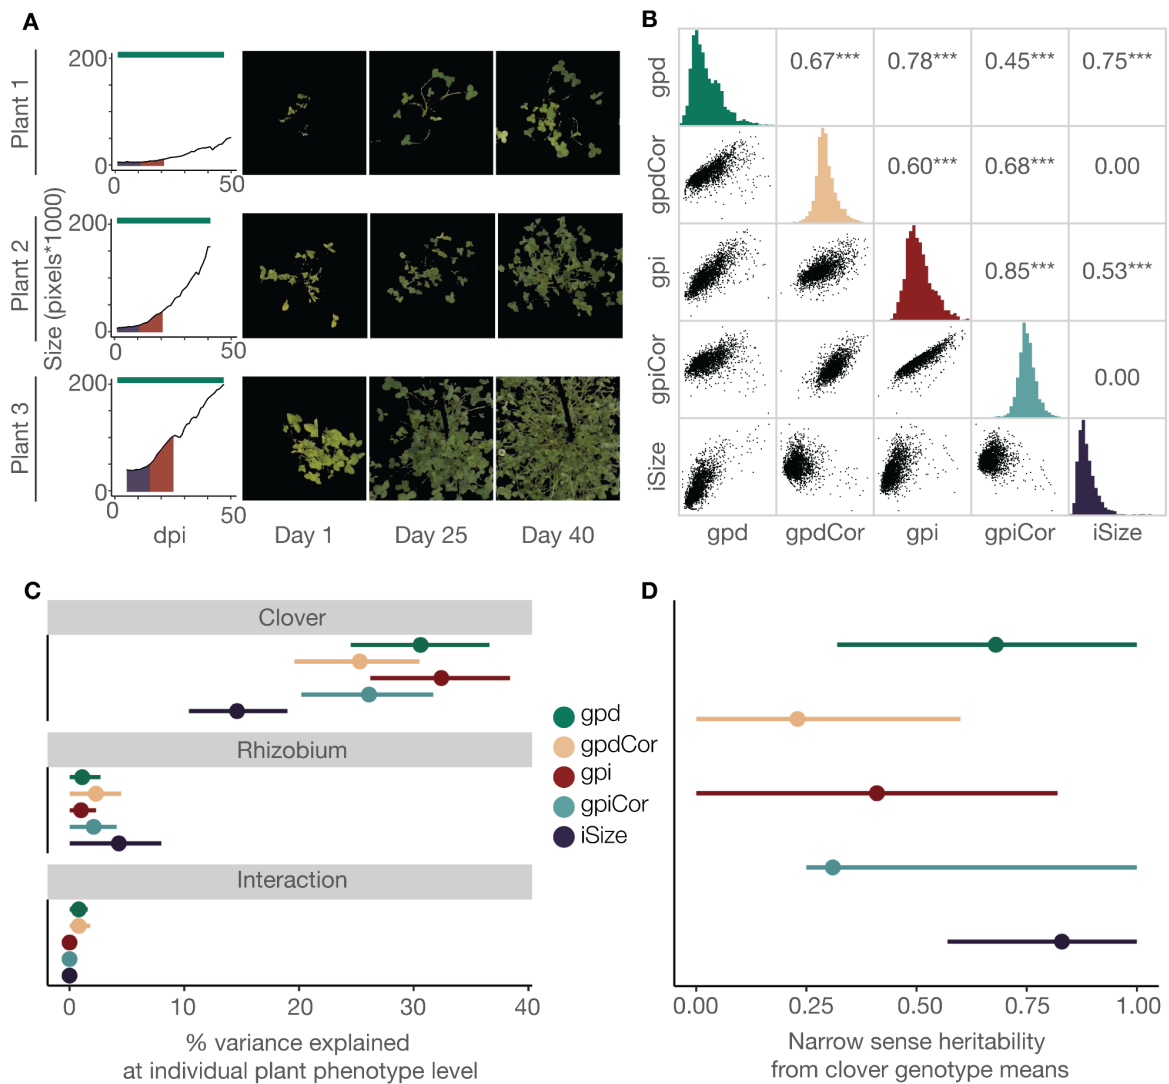 A
Plant 1
200
0
0
50
Plant 2
200
0
0
50
Size (pixels*1000)
Plant 3
200
0
0
50
dpi
Day 1
Day 25
Day 40
B
gpd
0.67***
0.78***
0.45***
0.75***
gpdCor
0.60***
0.68***
0.00
gpi
0.85***
0.53***
gpiCor
0.00
iSize
gpd
gpdCor
gpi
gpiCor
iSize
C
Clover
Rhizobium
Interaction
0
10
20
30
40
% variance explained
at individual plant phenotype level
gpd
gpdCor
gpi
gpiCor
iSize
D
0.00
0.25
0.50
0.75
1.00
Narrow sense heritability
from clover genotype means